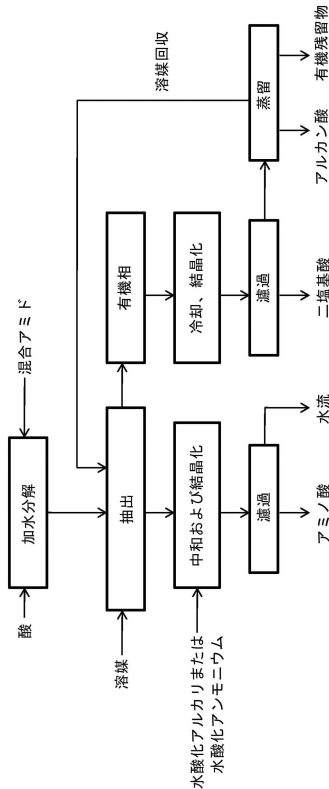 酸
混合アミド
加水分解
溶媒
抽出
有機相
溶媒回収
水酸化アルカリまたは
水酸化アンモニウム
中和および結晶化
冷却、結晶化
濾過
濾過
蒸留
アミノ酸
水流
二塩基酸
アルカン酸
有機残留物